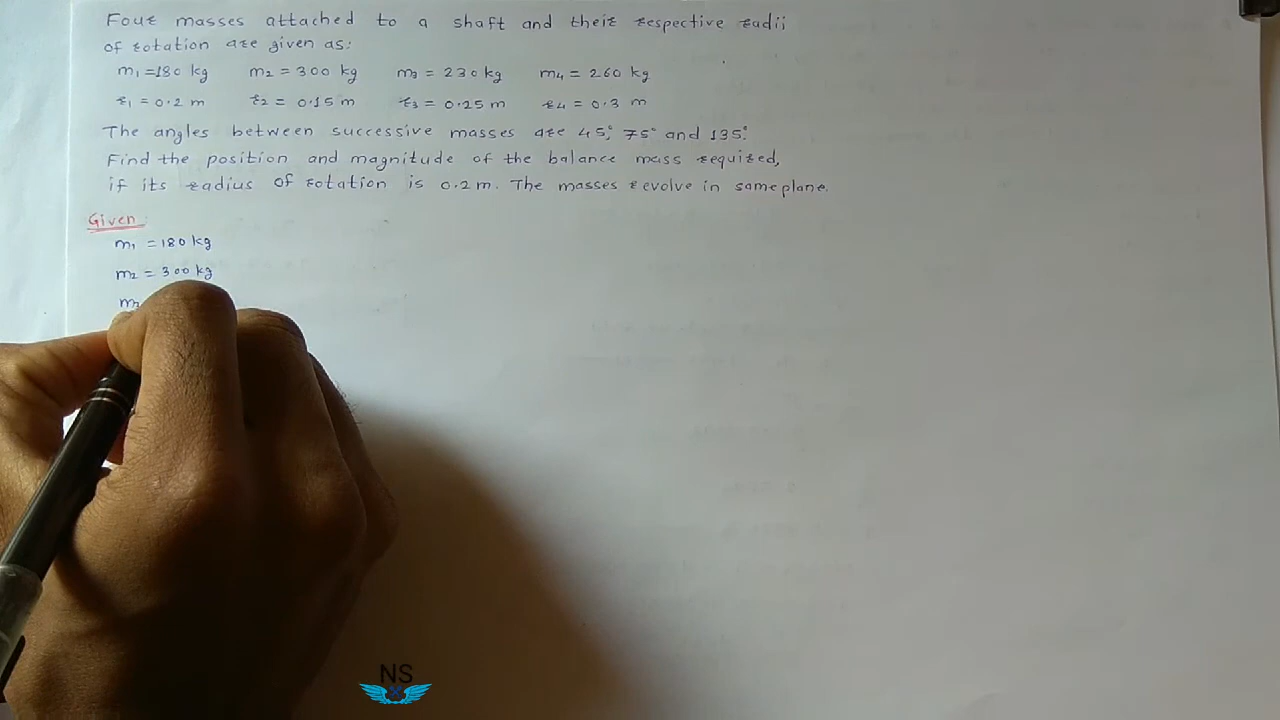 Four masses attached to a shaft and their respective radii
of rotation are given as:
m₁ = 180 kg m₂ = 300 kg m₃ = 230 kg m₄ = 260 kg
r₁ = 0.2 m r₂ = 0.15 m r₃ = 0.25 m r₄ = 0.3 m
The angles between successive masses are 45°, 75° and 135°.
Find the position and magnitude of the balance mass required,
if its radius of rotation is 0.2 m. The masses revolve in same plane.
Given:
m₁ = 180 kg
m₂ = 300 kg
NS